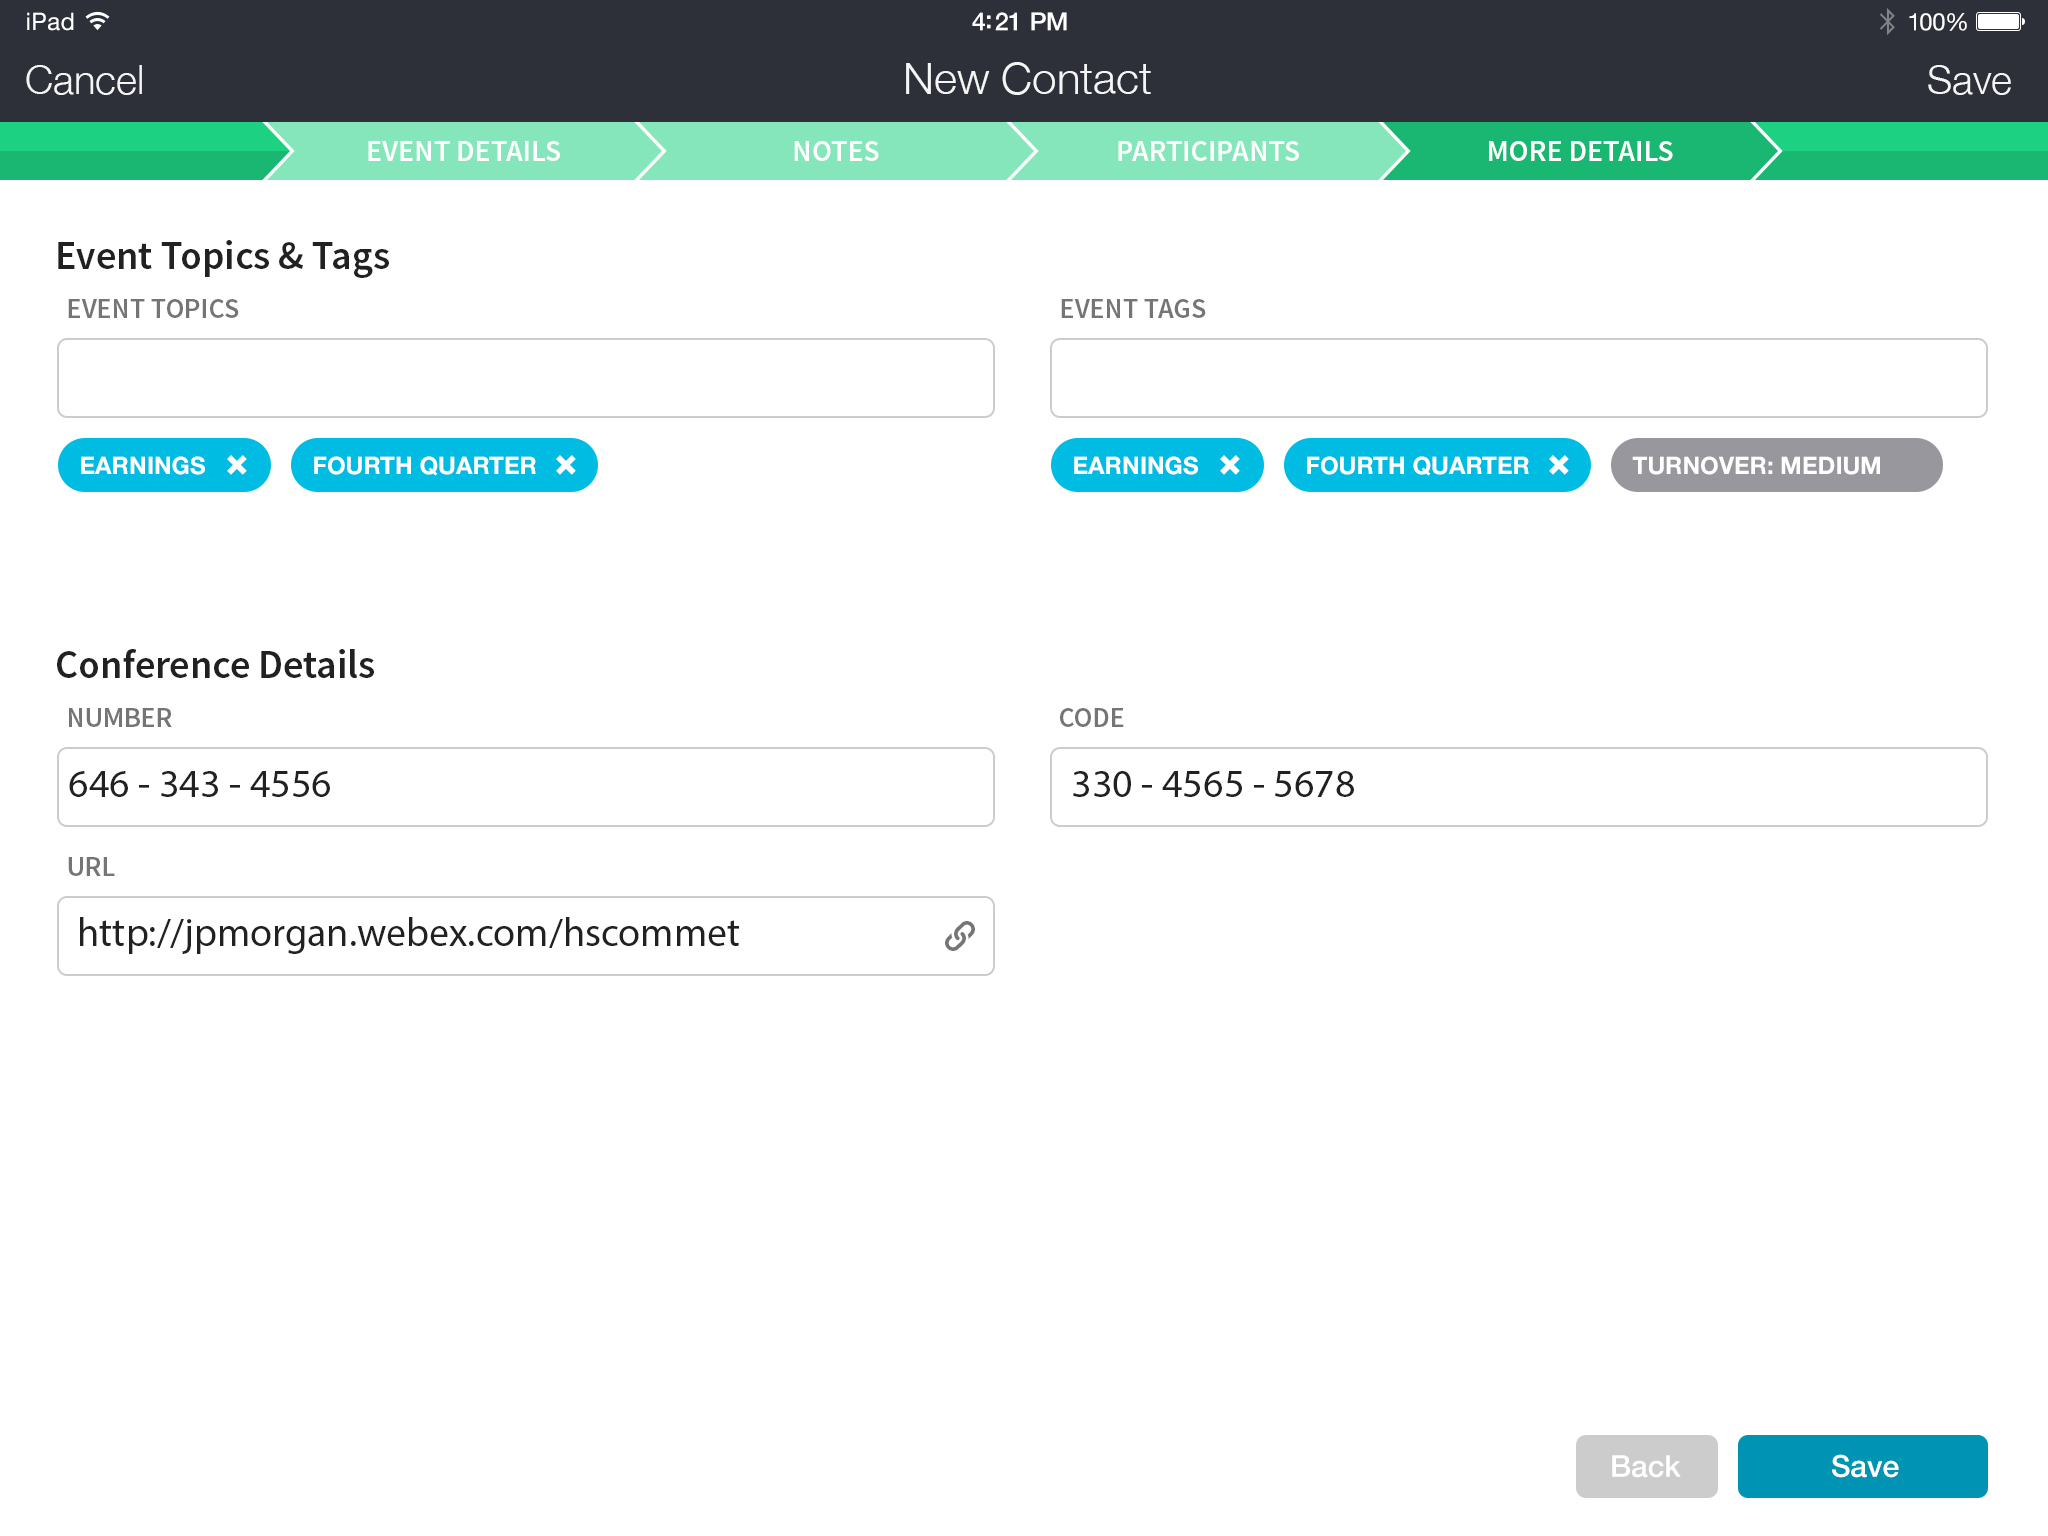 iPad 4:21 PM 100%
Cancel New Contact Save
EVENT DETAILS NOTES PARTICIPANTS MORE DETAILS
Event Topics & Tags
EVENT TOPICS EVENT TAGS
EARNINGS FOURTH QUARTER EARNINGS FOURTH QUARTER TURNOVER: MEDIUM
Conference Details
NUMBER CODE
646 - 343 - 4556 330 - 4565 - 5678
URL
http://jpmorgan.webex.com/hscommet
Back Save